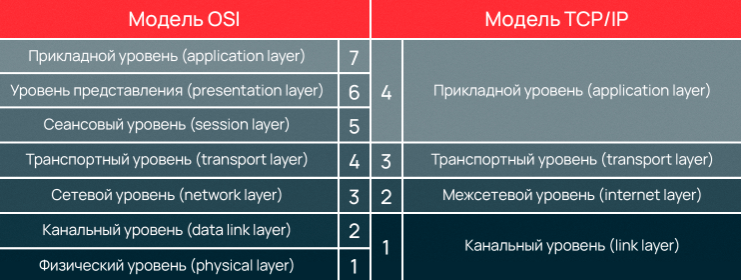 Модель OSI
Модель TCP/IP
Прикладной уровень (application layer) 7
Уровень представления (presentation layer) 6
4 Прикладной уровень (application layer)
Сеансовый уровень (session layer) 5
Транспортный уровень (transport layer) 4
3 Транспортный уровень (transport layer)
Сетевой уровень (network layer) 3
2 Межсетевой уровень (internet layer)
Канальный уровень (data link layer) 2
1 Канальный уровень (link layer)
Физический уровень (physical layer) 1